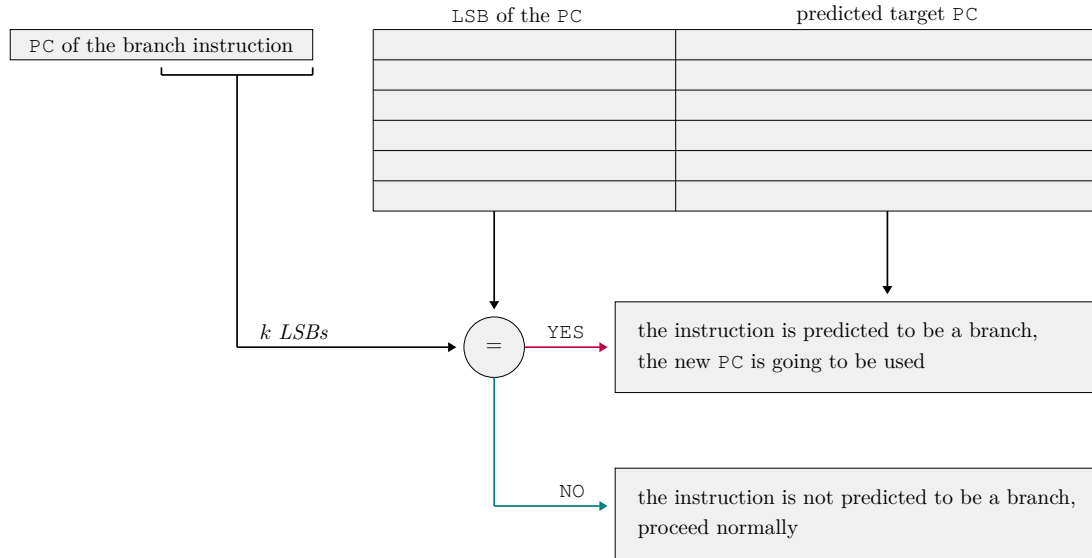 LSB of the PC
predicted target PC
PC of the branch instruction
k LSBs
=
YES
the instruction is predicted to be a branch,
the new PC is going to be used
NO
the instruction is not predicted to be a branch,
proceed normally